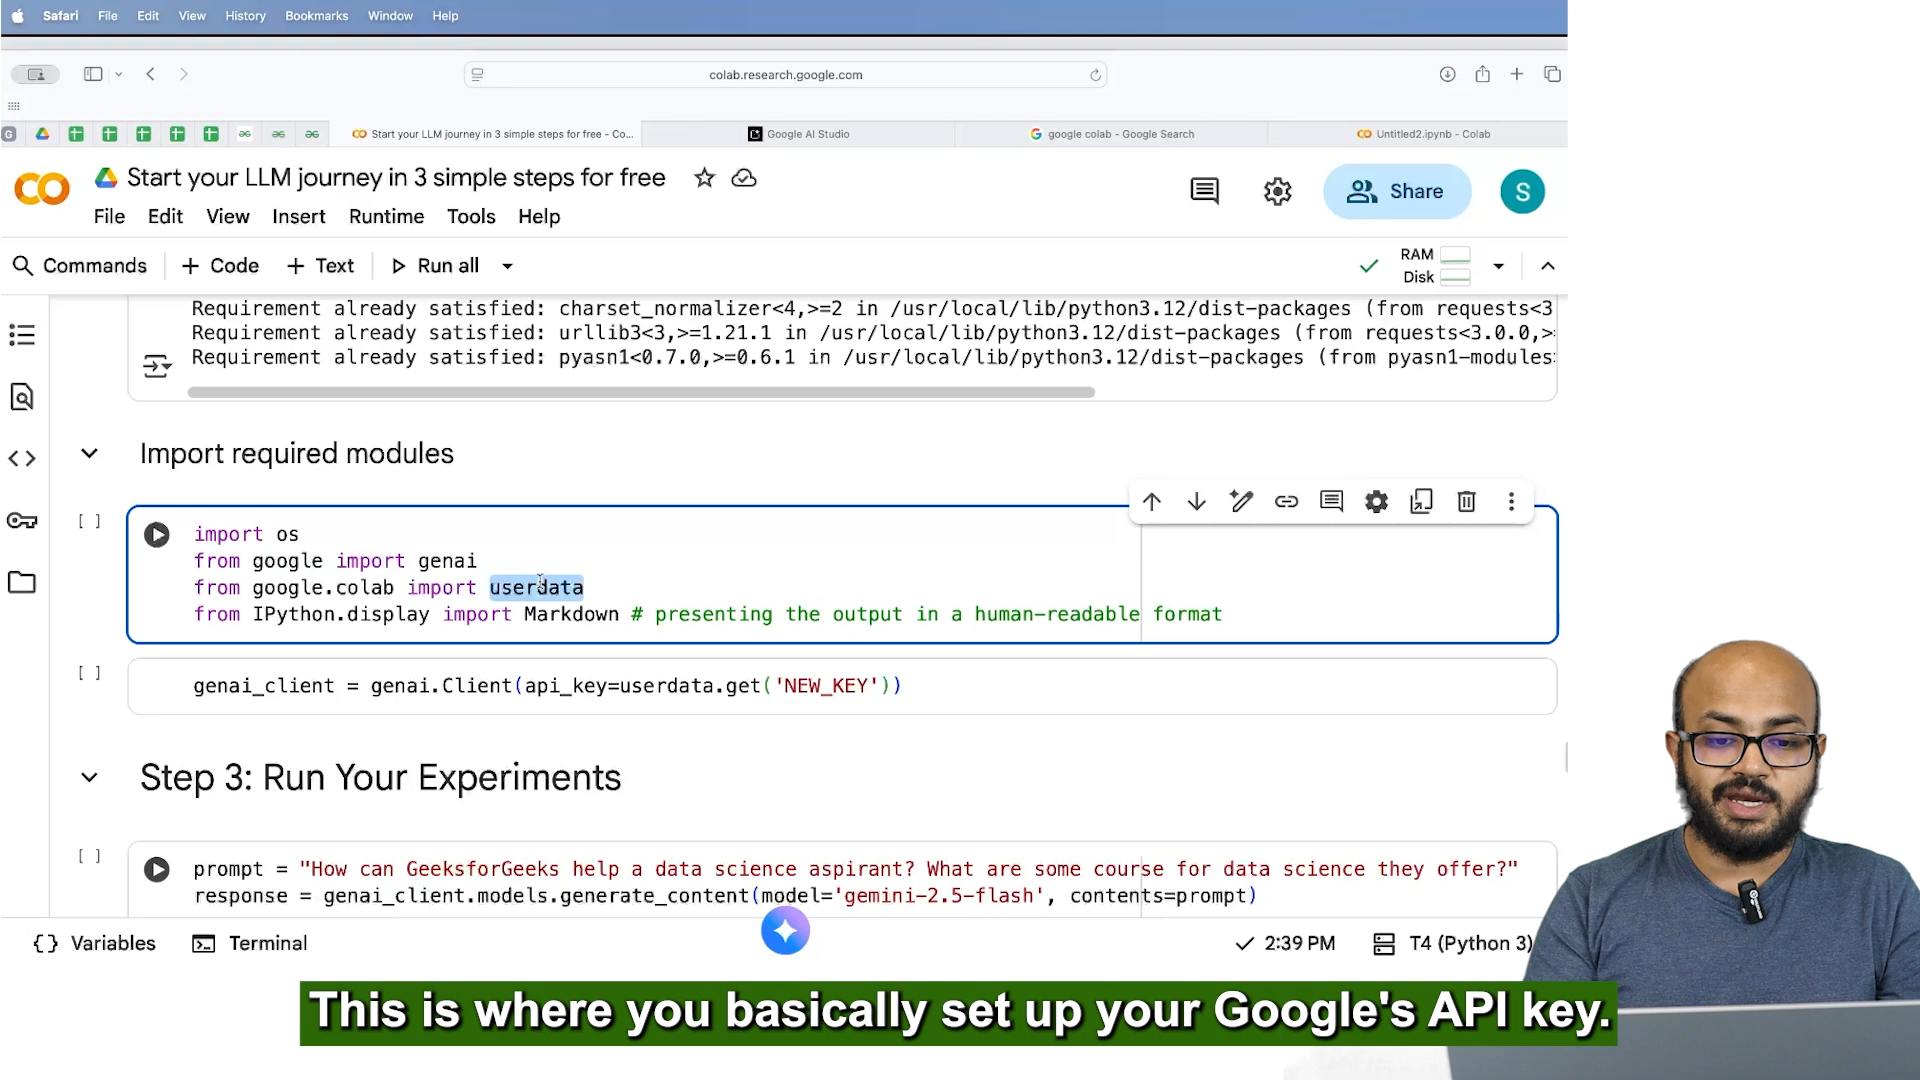 Safari File Edit View History Bookmarks Window Help
colab.research.google.com
G
Start your LLM journey in 3 simple steps for free - Co...
Google AI Studio
google colab - Google Search
Untitled2.ipynb - Colab
Start your LLM journey in 3 simple steps for free
Share
S
File Edit View Insert Runtime Tools Help
Commands + Code + Text Run all
RAM
Disk
Requirement already satisfied: charset_normalizer<4,>=2 in /usr/local/lib/python3.12/dist-packages (from requests<3
Requirement already satisfied: urllib3<3,>=1.21.1 in /usr/local/lib/python3.12/dist-packages (from requests<3.0.0,>
Requirement already satisfied: pyasn1<0.7.0,>=0.6.1 in /usr/local/lib/python3.12/dist-packages (from pyasn1-modules
Import required modules
[ ]
import os
from google import genai
from google.colab import userdata
from IPython.display import Markdown # presenting the output in a human-readable format
[ ]
genai_client = genai.Client(api_key=userdata.get('NEW_KEY'))
Step 3: Run Your Experiments
[ ]
prompt = "How can GeeksforGeeks help a data science aspirant? What are some course for data science they offer?"
response = genai_client.models.generate_content(model='gemini-2.5-flash', contents=prompt)
{} Variables Terminal
2:39 PM T4 (Python 3)
This is where you basically set up your Google's API key.